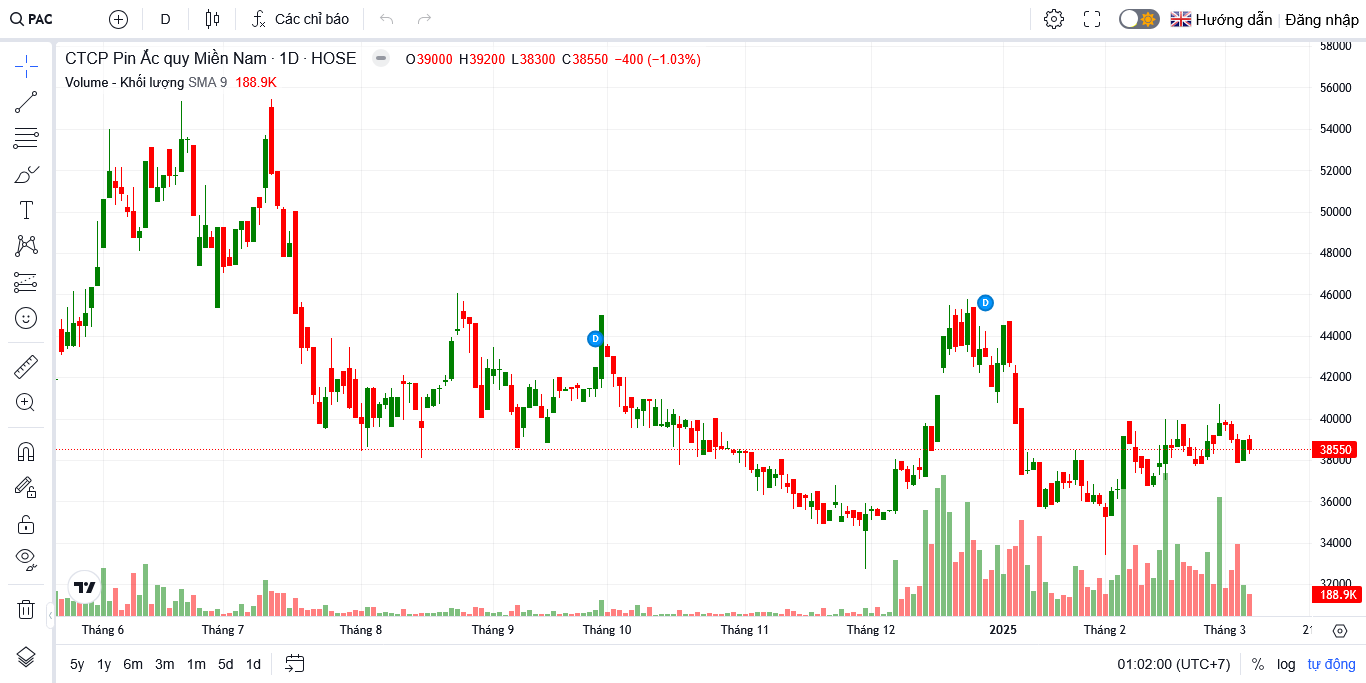 PAC D Các chỉ báo Hướng dẫn Đăng nhập
CTCP Pin Ắc quy Miền Nam · 1D · HOSE O39000 H39200 L38300 C38550 −400 (−1.03%)
Volume - Khối lượng SMA 9 188.9K
58000
56000
54000
52000
50000
48000
46000
44000
42000
40000
38550
38000
36000
34000
32000
188.9K
D
D
Tháng 6 Tháng 7 Tháng 8 Tháng 9 Tháng 10 Tháng 11 Tháng 12 2025 Tháng 2 Tháng 3 21
5y 1y 6m 3m 1m 5d 1d 01:02:00 (UTC+7) % log tự động